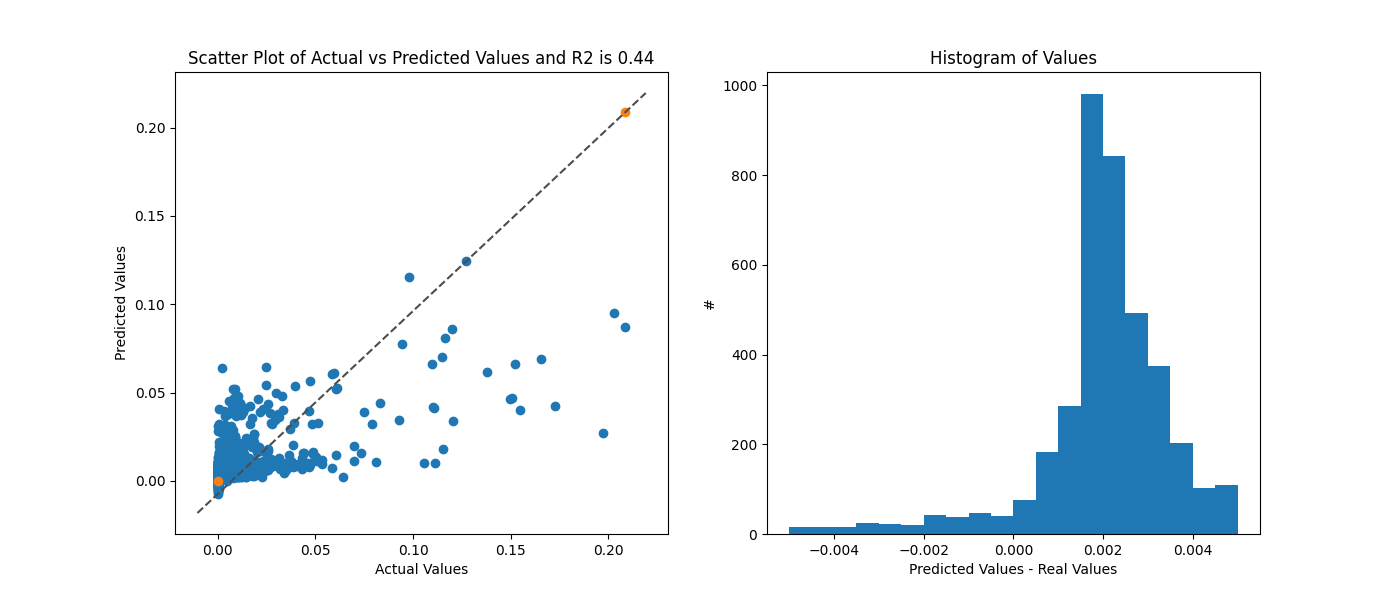 Scatter Plot of Actual vs Predicted Values and R2 is 0.44
Predicted Values
0.20
0.15
0.10
0.05
0.00
0.00 0.05 0.10 0.15 0.20
Actual Values
Histogram of Values
#
1000
800
600
400
200
0
−0.004 −0.002 0.000 0.002 0.004
Predicted Values - Real Values